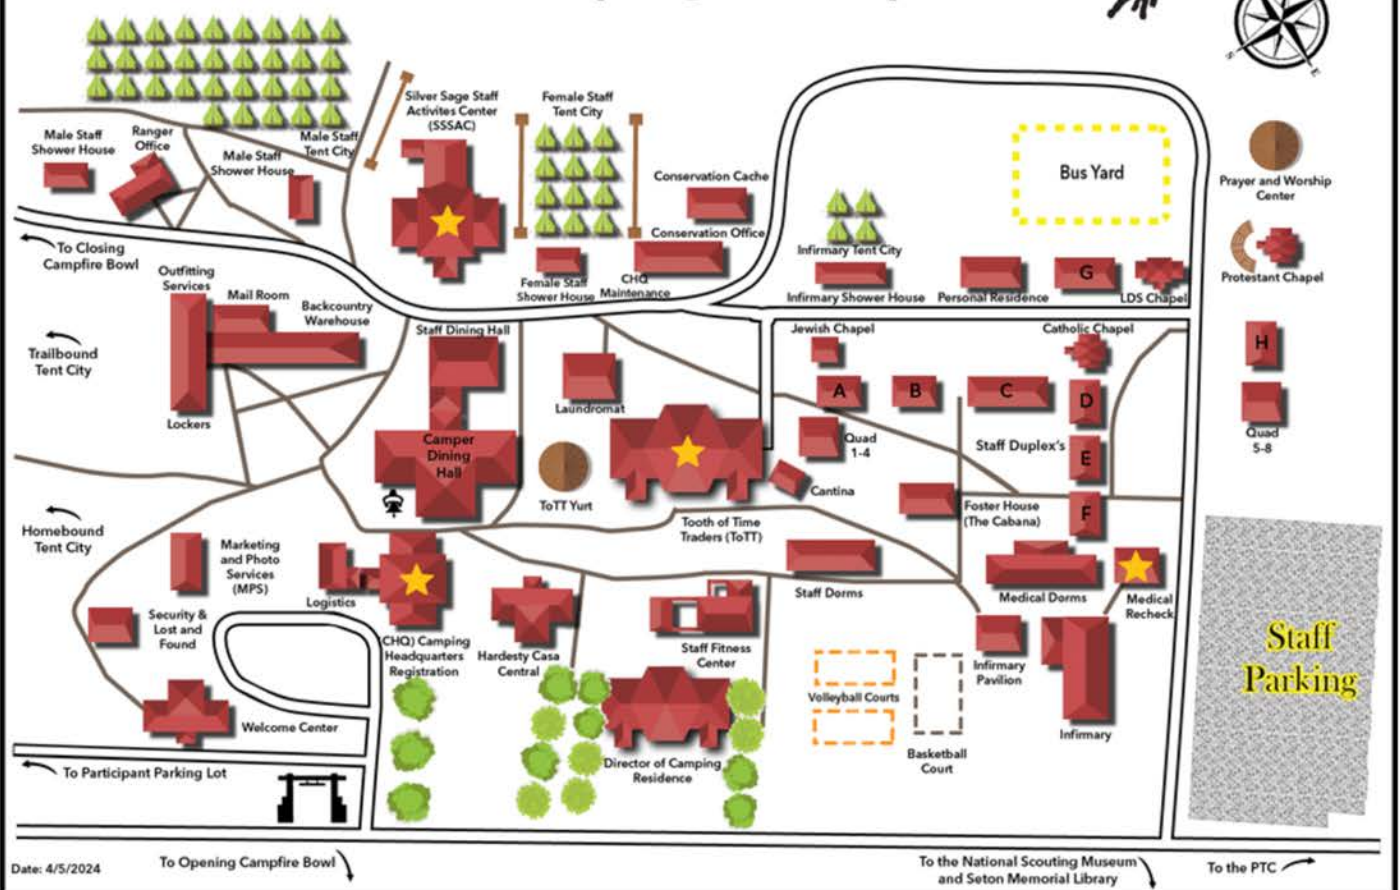 S
E
Silver Sage Staff
Activites Center
(SSSAC)
Female Staff
Tent City
Male Staff
Shower House
Ranger
Office
Male Staff
Tent City
Male Staff
Shower House
Conservation Cache
Conservation Office
Bus Yard
Prayer and Worship
Center
To Closing
Campfire Bowl
Infirmary Tent City
Protestant Chapel
Outfitting
Services
Mail Room
Backcountry
Warehouse
Female Staff
Shower House
CHQ
Maintenance
Infirmary Shower House
Personal Residence
G
LDS Chapel
Trailbound
Tent City
Staff Dining Hall
Jewish Chapel
Catholic Chapel
H
Lockers
Laundromat
A
B
C
D
Camper
Dining
Hall
Quad
1-4
Staff Duplex's
E
Quad
5-8
ToTT Yurt
Cantina
Homebound
Tent City
Tooth of Time
Traders (ToTT)
Foster House
(The Cabana)
F
Marketing
and Photo
Services
(MPS)
Logistics
Staff Dorms
Medical Dorms
Medical
Recheck
Security &
Lost and
Found
(CHQ) Camping
Headquarters
Registration
Hardesty Casa
Central
Staff Fitness
Center
Infirmary
Pavilion
Staff
Parking
Volleyball Courts
Welcome Center
Infirmary
Basketball
Court
Director of Camping
Residence
To Participant Parking Lot
Date: 4/5/2024
To Opening Campfire Bowl
To the National Scouting Museum
and Seton Memorial Library
To the PTC